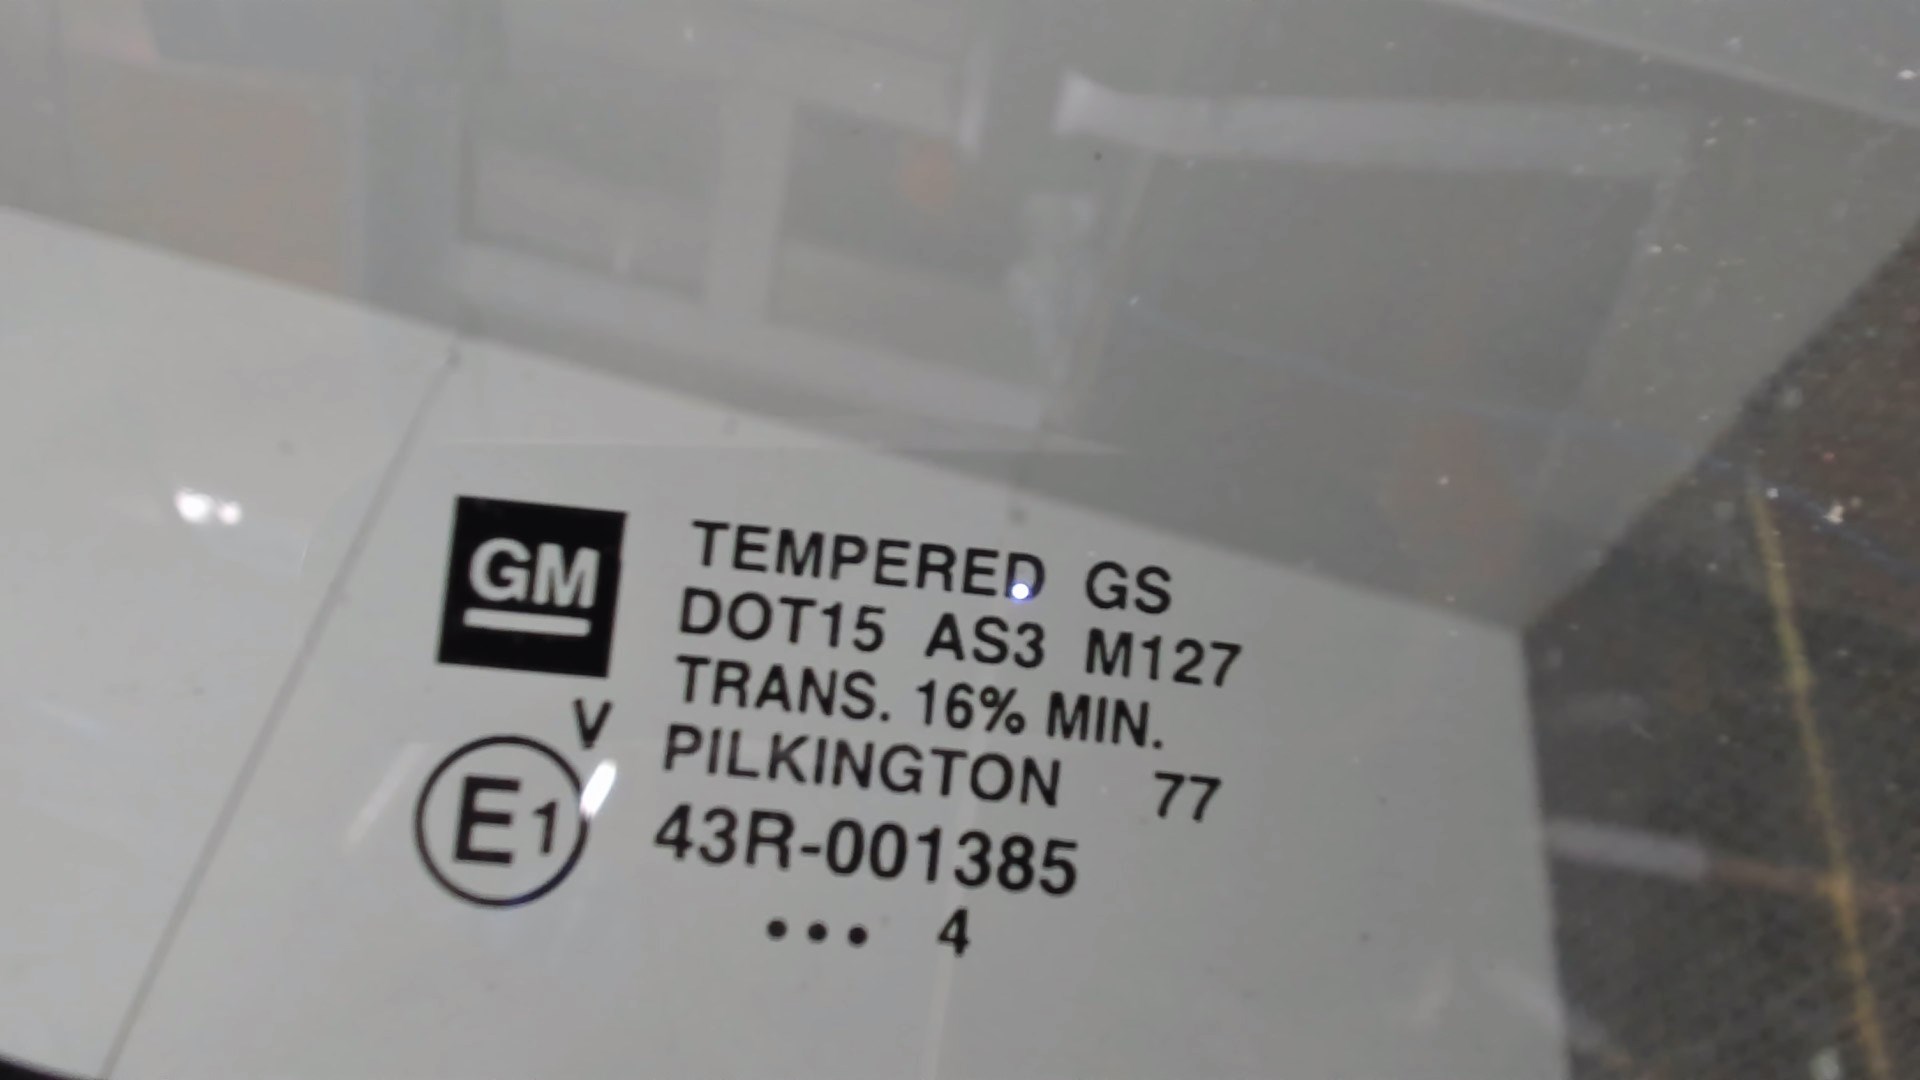 GM
TEMPERED GS
DOT15 AS3 M127
TRANS. 16% MIN.
V
PILKINGTON 77
E1
43R-001385
••• 4